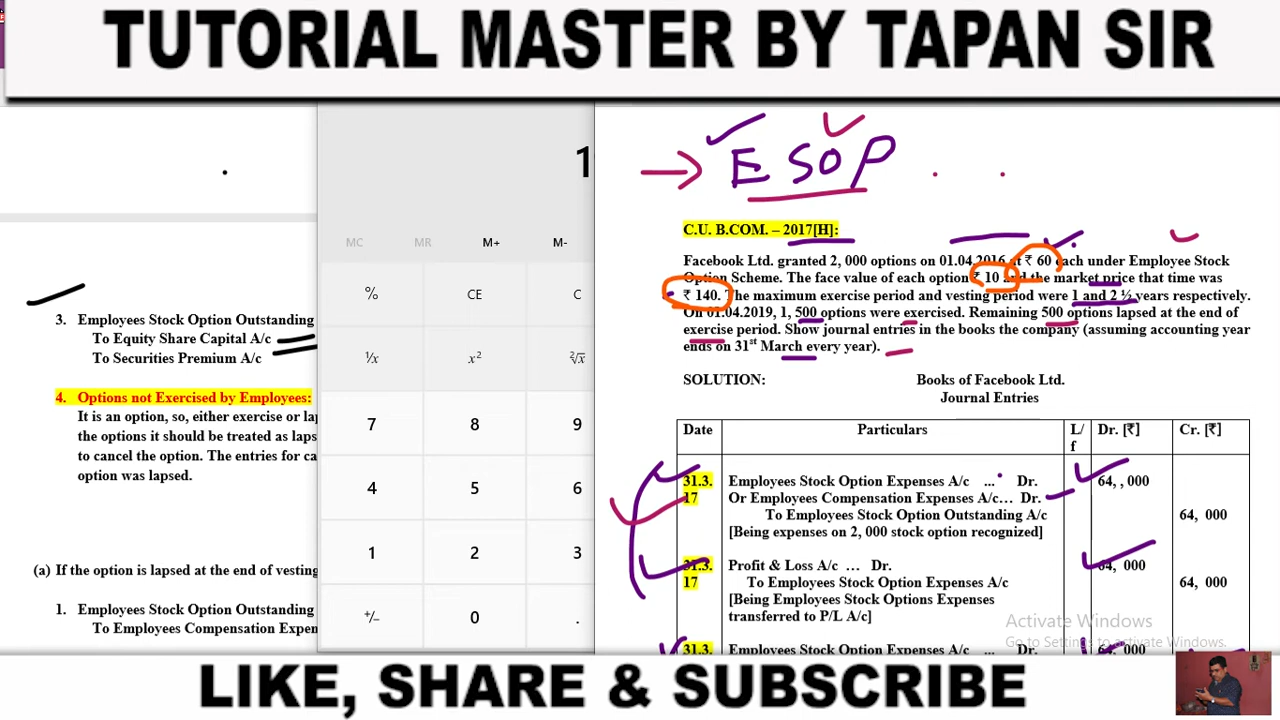 TUTORIAL MASTER BY TAPAN SIR
3. Employees Stock Option Outstanding
To Equity Share Capital A/c
To Securities Premium A/c
4. Options not Exercised by Employees:
It is an option, so, either exercise or la
the options it should be treated as laps
to cancel the option. The entries for ca
option was lapsed.
(a) If the option is lapsed at the end of vesting
1. Employees Stock Option Outstanding
To Employees Compensation Expen
1
MC MR M+ M-
% CE C
¹/x x² ²√x
7 8 9
4 5 6
1 2 3
+/− 0 .
→ ESOP . .
C.U. B.COM. – 2017[H]:
Facebook Ltd. granted 2, 000 options on 01.04.2016 at ₹ 60 each under Employee Stock
Option Scheme. The face value of each option ₹ 10 and the market price that time was
₹ 140. The maximum exercise period and vesting period were 1 and 2 ½ years respectively.
On 01.04.2019, 1, 500 options were exercised. Remaining 500 options lapsed at the end of
exercise period. Show journal entries in the books the company (assuming accounting year
ends on 31st March every year).
SOLUTION: Books of Facebook Ltd.
Journal Entries
Date Particulars L/f Dr. [₹] Cr. [₹]
31.3. Employees Stock Option Expenses A/c ... Dr. 64, , 000
17 Or Employees Compensation Expenses A/c... Dr.
To Employees Stock Option Outstanding A/c 64, 000
[Being expenses on 2, 000 stock option recognized]
31.3. Profit & Loss A/c ... Dr. 64, 000
17 To Employees Stock Option Expenses A/c 64, 000
[Being Employees Stock Options Expenses
transferred to P/L A/c]
31.3. Employees Stock Option Expenses A/c ... Dr. 64, 000
Activate Windows
Go to Settings to activate Windows.
LIKE, SHARE & SUBSCRIBE